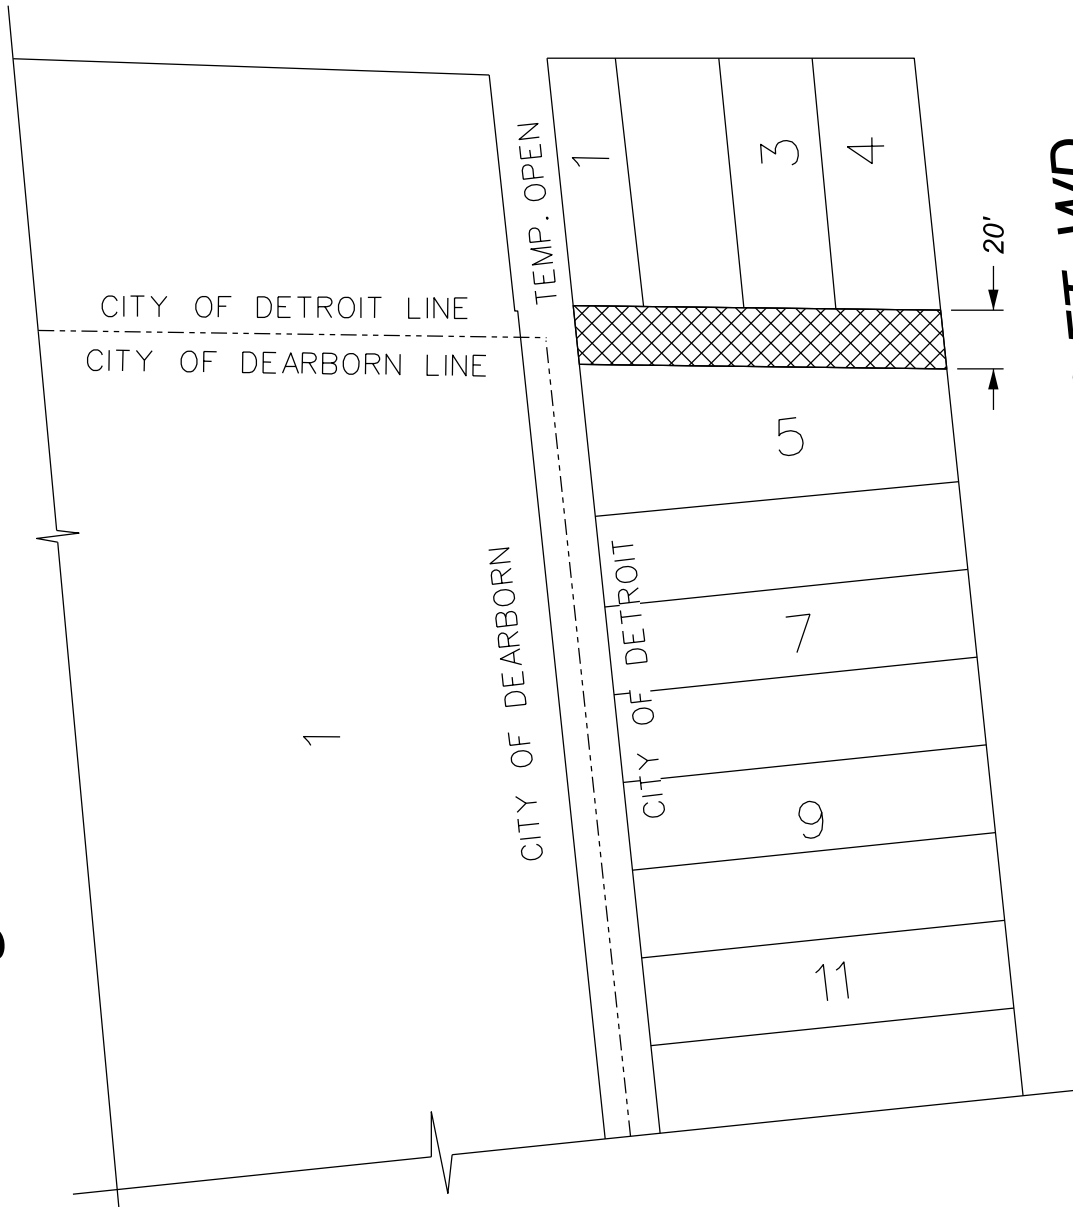 TEMP. OPEN
1
3
4
20'
CITY OF DETROIT LINE
CITY OF DEARBORN LINE
5
CITY OF DEARBORN
CITY OF DETROIT
7
1
9
11